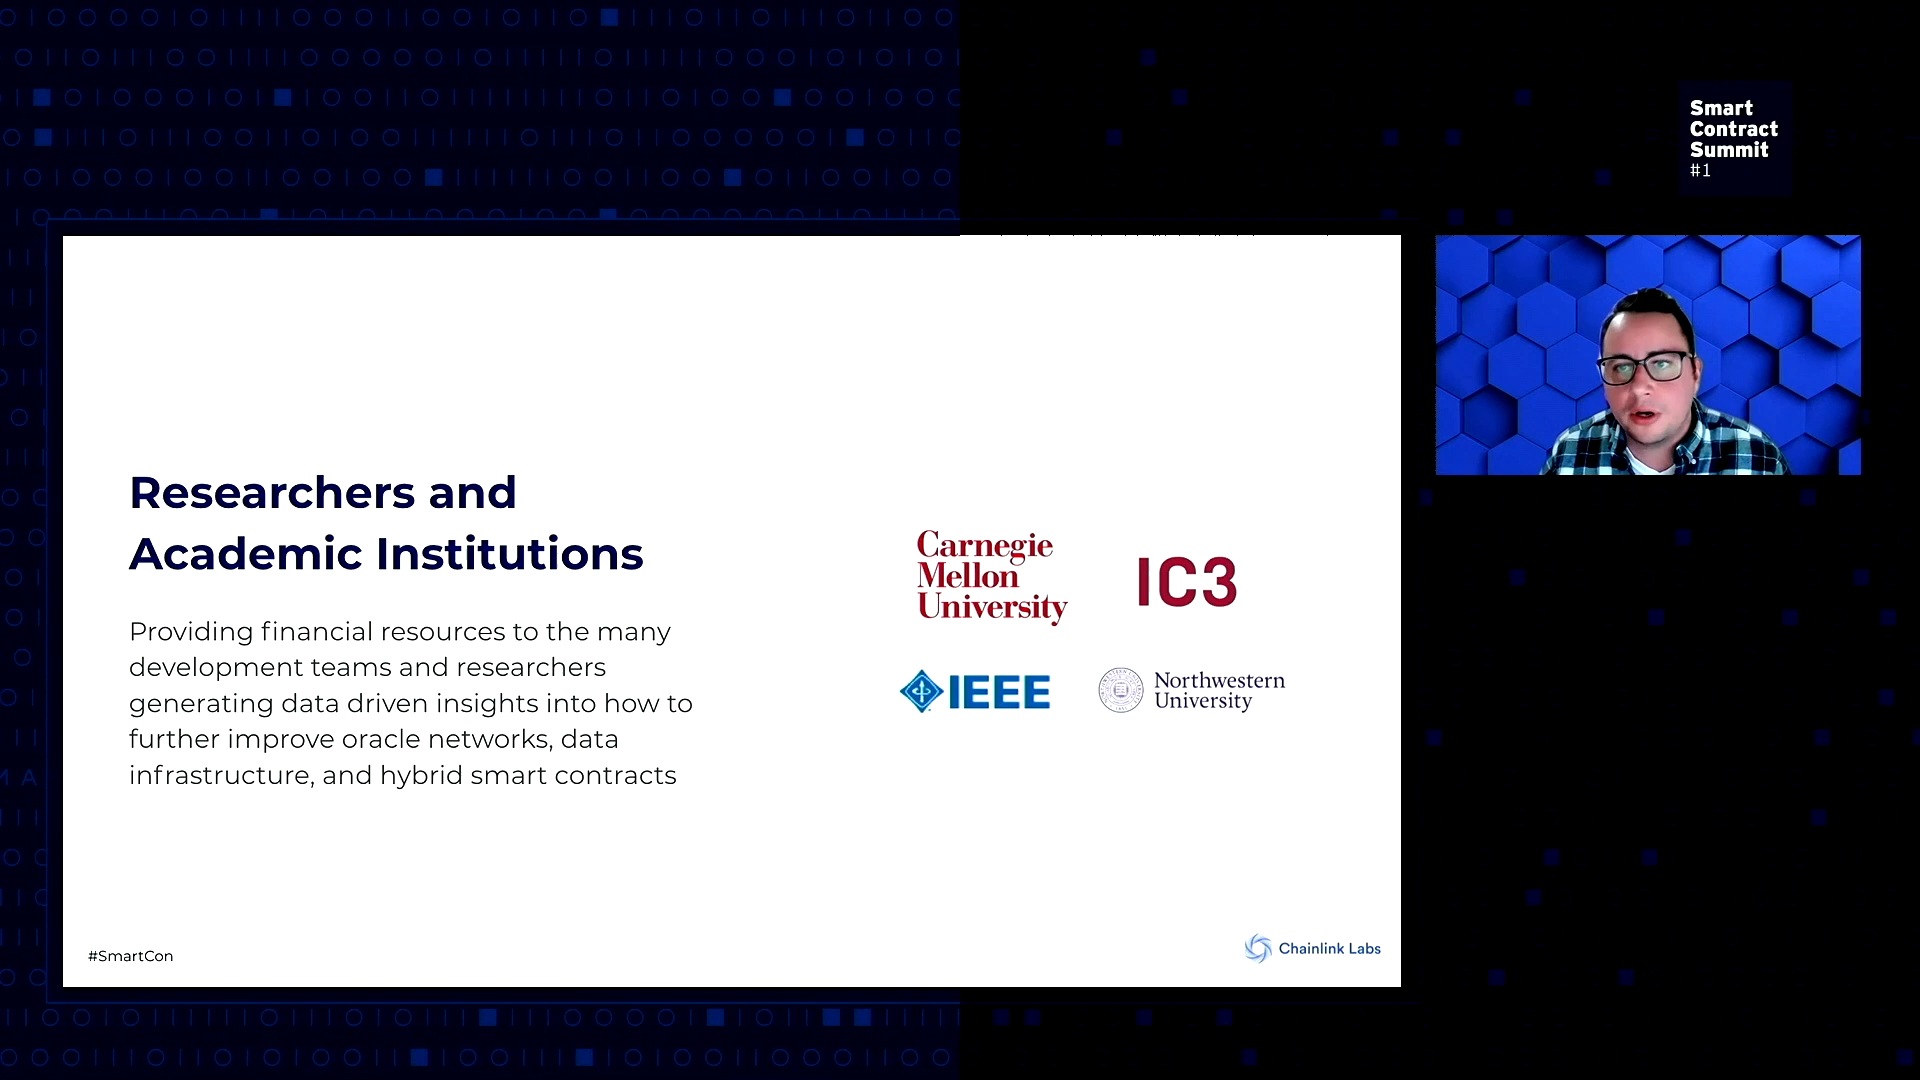 Smart
Contract
Summit
#1
Researchers and
Academic Institutions
Providing financial resources to the many
development teams and researchers
generating data driven insights into how to
further improve oracle networks, data
infrastructure, and hybrid smart contracts
Carnegie
Mellon
University
IC3
IEEE
Northwestern
University
#SmartCon
Chainlink Labs